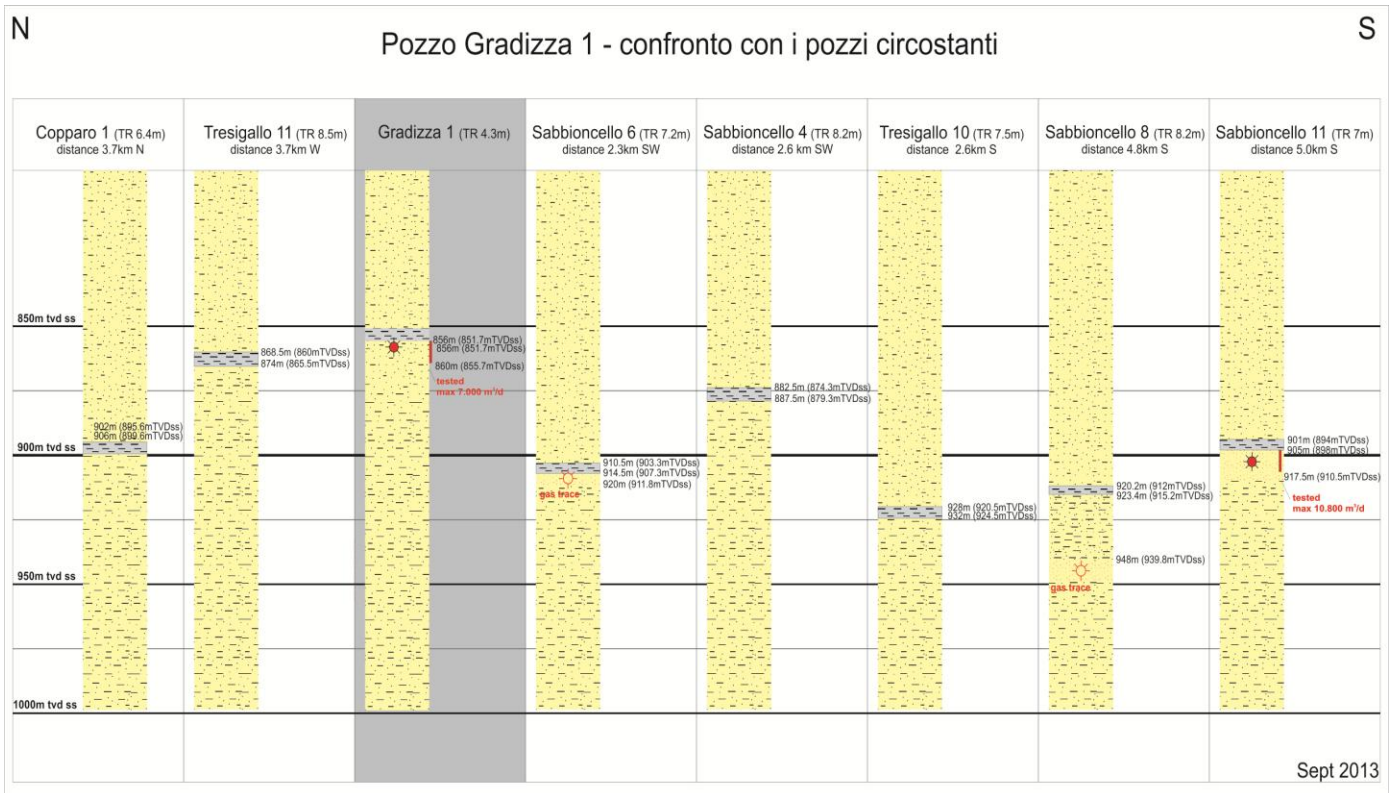 N
S
Pozzo Gradizza 1 - confronto con i pozzi circostanti
Copparo 1 (TR 6.4m)
distance 3.7km N
Tresigallo 11 (TR 8.5m)
distance 3.7km W
Gradizza 1 (TR 4.3m)
Sabbioncello 6 (TR 7.2m)
distance 2.3km SW
Sabbioncello 4 (TR 8.2m)
distance 2.6 km SW
Tresigallo 10 (TR 7.5m)
distance 2.6km S
Sabbioncello 8 (TR 8.2m)
distance 4.8km S
Sabbioncello 11 (TR 7m)
distance 5.0km S
850m tvd ss
900m tvd ss
950m tvd ss
1000m tvd ss
902m (895.6mTVDss)
906m (899.6mTVDss)
868.5m (860mTVDss)
874m (865.5mTVDss)
856m (851.7mTVDss)
856m (851.7mTVDss)
860m (855.7mTVDss)
tested
max 7.000 m³/d
910.5m (903.3mTVDss)
914.5m (907.3mTVDss)
920m (911.8mTVDss)
gas trace
882.5m (874.3mTVDss)
887.5m (879.3mTVDss)
928m (920.5mTVDss)
932m (924.5mTVDss)
920.2m (912mTVDss)
923.4m (915.2mTVDss)
948m (939.8mTVDss)
gas trace
901m (894mTVDss)
905m (898mTVDss)
917.5m (910.5mTVDss)
tested
max 10.800 m³/d
Sept 2013